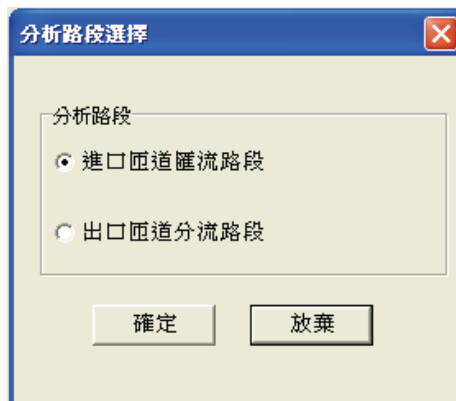 分析路段選擇
分析路段
進口匝道匯流路段
出口匝道分流路段
確定
放棄